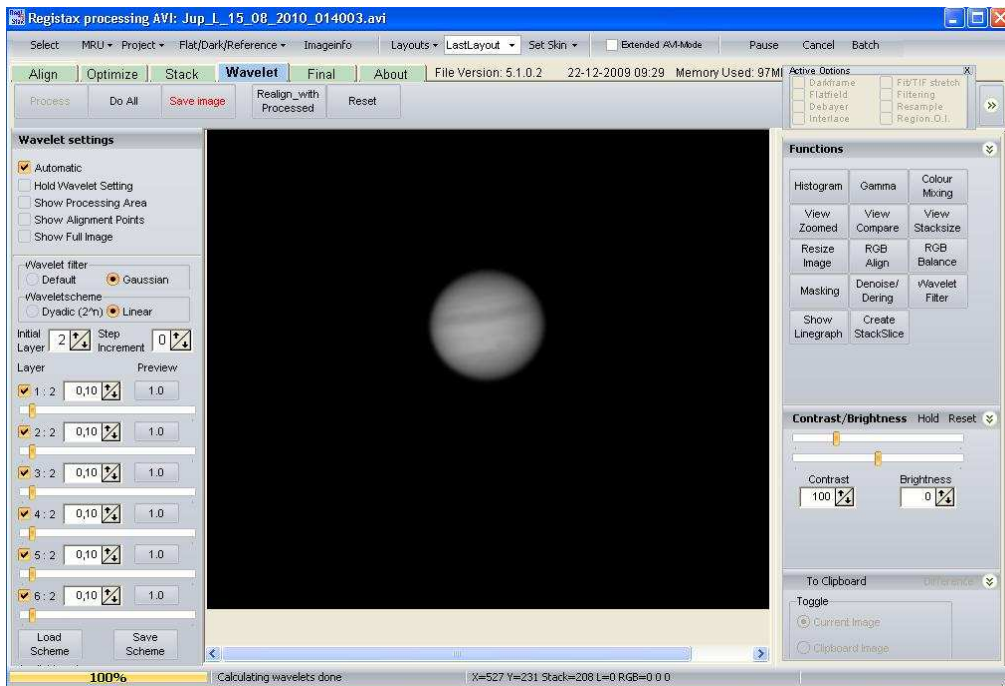 Registax processing AVI: Jup_L_15_08_2010_014003.avi
Select MRU Project Flat/Dark/Reference Imageinfo Layouts LastLayout Set Skin Extended AVI-Mode Pause Cancel Batch
Align Optimize Stack Wavelet Final About File Version: 5.1.0.2 22-12-2009 09:29 Memory Used: 97M
Active Options X
Darkframe Fit/TIF stretch
Flatfield Filtering
Debayer Resample
Interlace Region.O.I.
Process Do All Save image Realign_with Processed Reset
Wavelet settings
Automatic
Hold Wavelet Setting
Show Processing Area
Show Alignment Points
Show Full Image
Wavelet filter
Default Gaussian
Waveletscheme
Dyadic (2^n) Linear
Initial Layer 2 Step Increment 0
Layer Preview
1 : 2 0,10 1.0
2 : 2 0,10 1.0
3 : 2 0,10 1.0
4 : 2 0,10 1.0
5 : 2 0,10 1.0
6 : 2 0,10 1.0
Load Scheme Save Scheme
Functions
Histogram Gamma Colour Mixing
View Zoomed View Compare View Stacksize
Resize Image RGB Align RGB Balance
Masking Denoise/ Dering Wavelet Filter
Show Linegraph Create StackSlice
Contrast/Brightness Hold Reset
Contrast Brightness
100 0
To Clipboard Difference
Toggle
Current Image
Clipboard Image
100% Calculating wavelets done X=527 Y=231 Stack=208 L=0 RGB=0 0 0